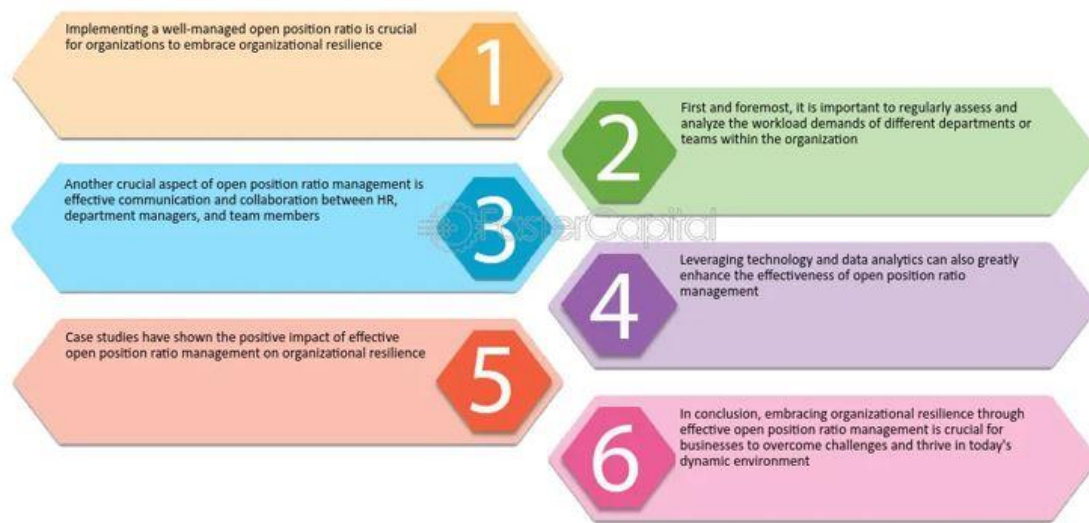 Implementing a well-managed open position ratio is crucial
for organizations to embrace organizational resilience
1
First and foremost, it is important to regularly assess and
analyze the workload demands of different departments or
teams within the organization
2
Another crucial aspect of open position ratio management is
effective communication and collaboration between HR,
department managers, and team members
3
FasterCapital
Leveraging technology and data analytics can also greatly
enhance the effectiveness of open position ratio
management
4
Case studies have shown the positive impact of effective
open position ratio management on organizational resilience
5
In conclusion, embracing organizational resilience through
effective open position ratio management is crucial for
businesses to overcome challenges and thrive in today's
dynamic environment
6